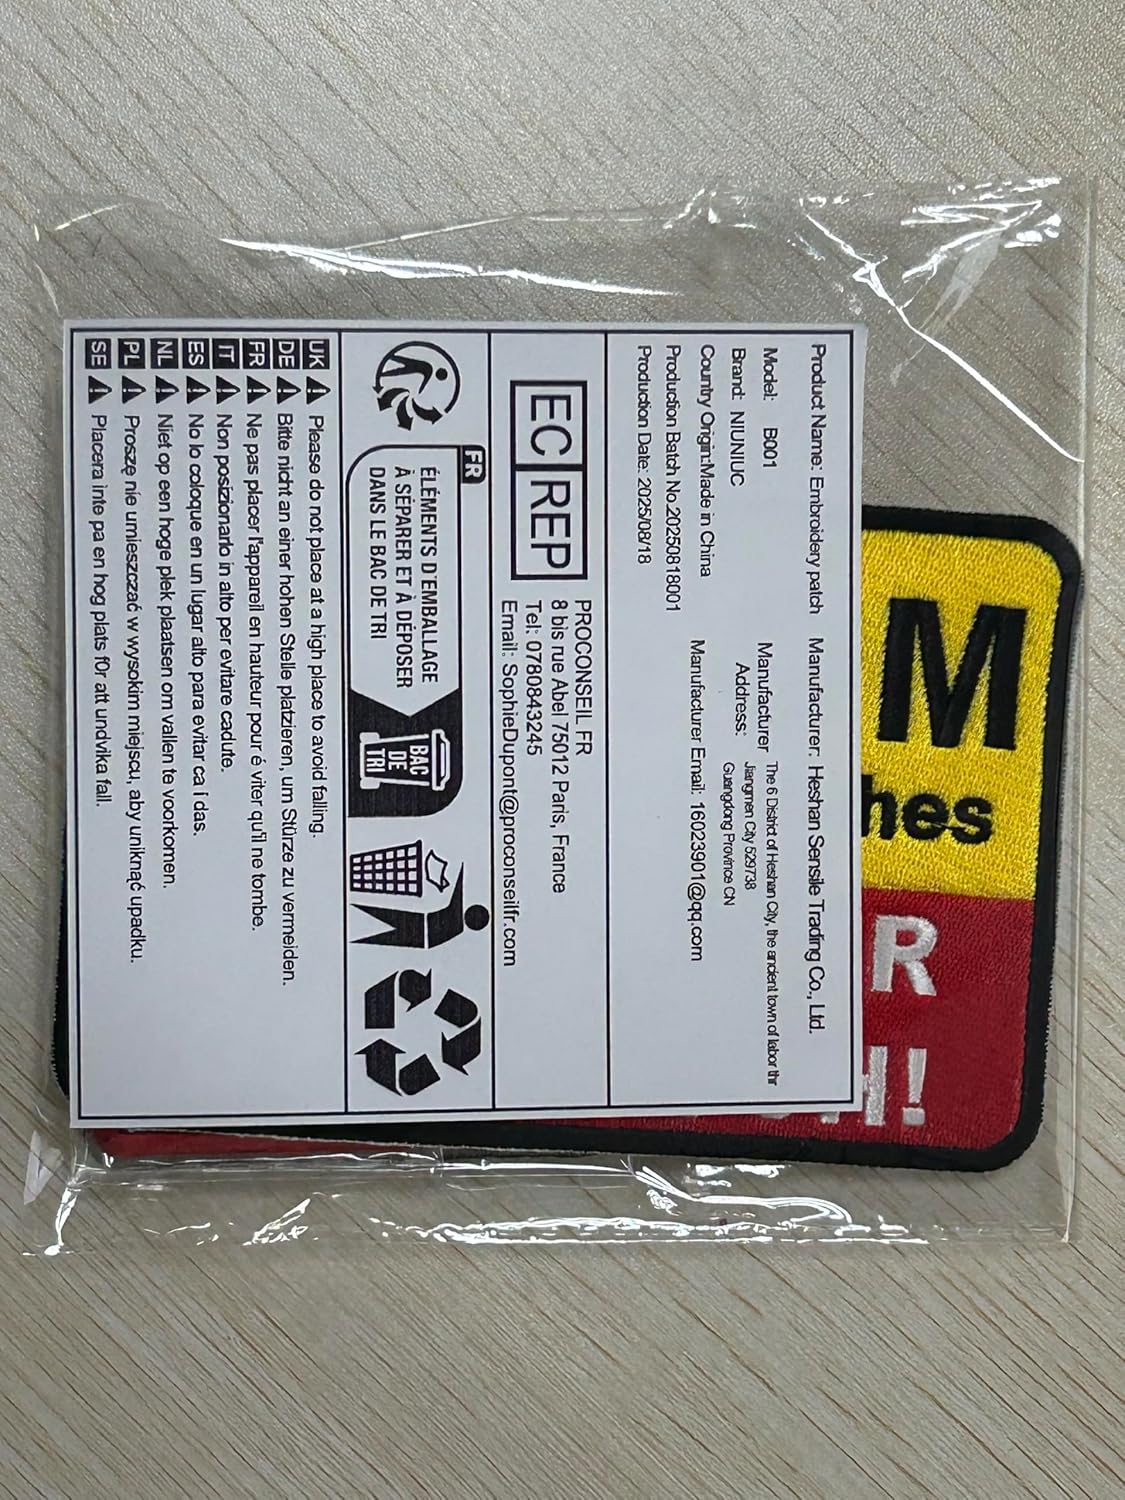 Product Name: Embroidery patch
Model: B001
Brand: NIUNIUC
Country Origin:Made in China
Production Batch No.20250818001
Production Date: 2025/08/18
Manufacturer: Heshan Sensile Trading Co., Ltd.
Manufacturer Address: The 6 District of Heshan City, the ancient town of labor thr
Jiangmen City 529738
Guangdong Province CN
Manufacturer Email: 16023901@qq.com
EC REP
PROCONSEIL FR
8 bis rue Abel 75012 Paris, France
Tel: 0780843245
Email: SophieDupont@proconseilfr.com
FR
ÉLÉMENTS D'EMBALLAGE
À SÉPARER ET À DÉPOSER
DANS LE BAC DE TRI
BAC
DE
TRI
UK Please do not place at a high place to avoid falling.
DE Bitte nicht an einer hohen Stelle platzieren, um Stürze zu vermeiden.
FR Ne pas placer l'appareil en hauteur pour é viter qu'il ne tombe.
IT Non posizionarlo in alto per evitare cadute.
ES No lo coloque en un lugar alto para evitar ca í das.
NL Niet op een hoge plek plaatsen om vallen te voorkomen.
PL Proszę nie umieszczać w wysokim miejscu, aby uniknąć upadku.
SE Placera inte pa en hog plats för att undvika fall.
M
hes
R
H!